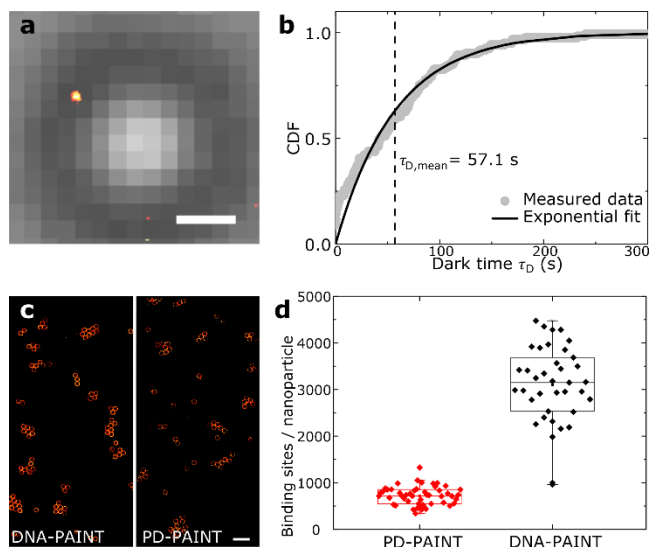 a
b
1.0
0.5
0.0
CDF
τD,mean= 57.1 s
Measured data
Exponential fit
0
100
200
300
Dark time τD (s)
c
DNA-PAINT
PD-PAINT
d
5000
4000
3000
2000
1000
0
Binding sites / nanoparticle
PD-PAINT
DNA-PAINT